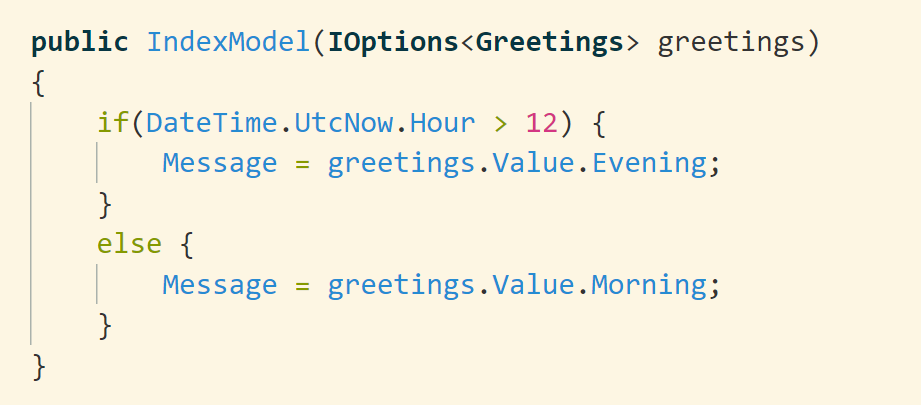 public IndexModel(IOptions<Greetings> greetings)
{
    if(DateTime.UtcNow.Hour > 12) {
        Message = greetings.Value.Evening;
    }
    else {
        Message = greetings.Value.Morning;
    }
}